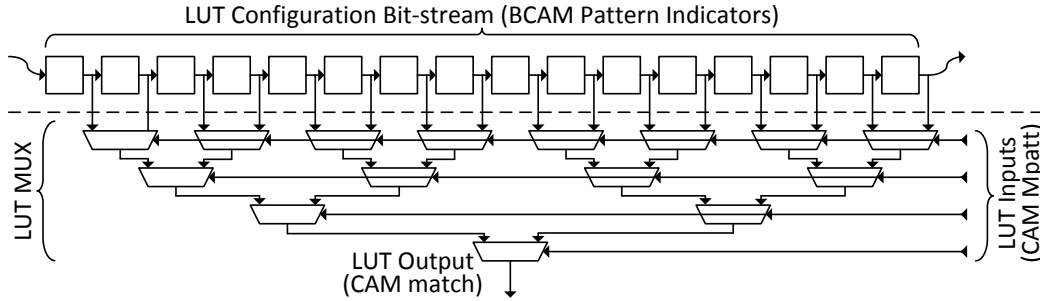 LUT Configuration Bit-stream (BCAM Pattern Indicators)
LUT MUX
LUT Inputs
(CAM Mpatt)
LUT Output
(CAM match)